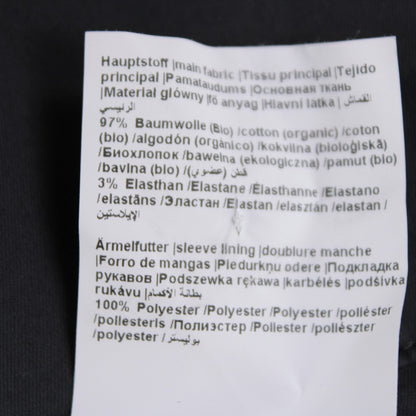 Hauptstoff |main fabric |Tissu principal |Tejido
principal |Pamataudums |Основная ткань
|Material główny |fő anyag |Hlavní látka | القماش
الرئيسي
97% Baumwolle (Bio) /cotton (organic) /coton
(bio) /algodón (orgánico) /kokvilna (bioloģiskā)
/Биохлопок /bawełna (ekologiczna) /pamut (bio)
/bavlna (bio) /قطن (عضوي)
3% Elasthan /Elastane /Élasthanne /Elastano
/elastāns /Эластан /Elastan /elasztán /elastan /
الإيلاستين
Ärmelfutter |sleeve lining |doublure manche
|Forro de mangas |Piedurkņu odere |Подкладка
рукавов |Podszewka rękawa |karbélés |podšívka
rukávu |بطانة الأكمام
100% Polyester /Polyester /Polyester /poliéster
/poliesteris /Полиэстер /Poliester /poliészter
/polyester /بوليستر